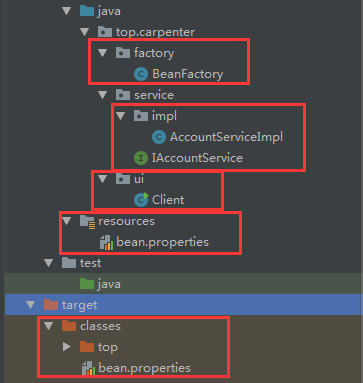 java
top.carpenter
factory
BeanFactory
service
impl
AccountServiceImpl
IAccountService
ui
Client
resources
bean.properties
test
java
target
classes
top
bean.properties